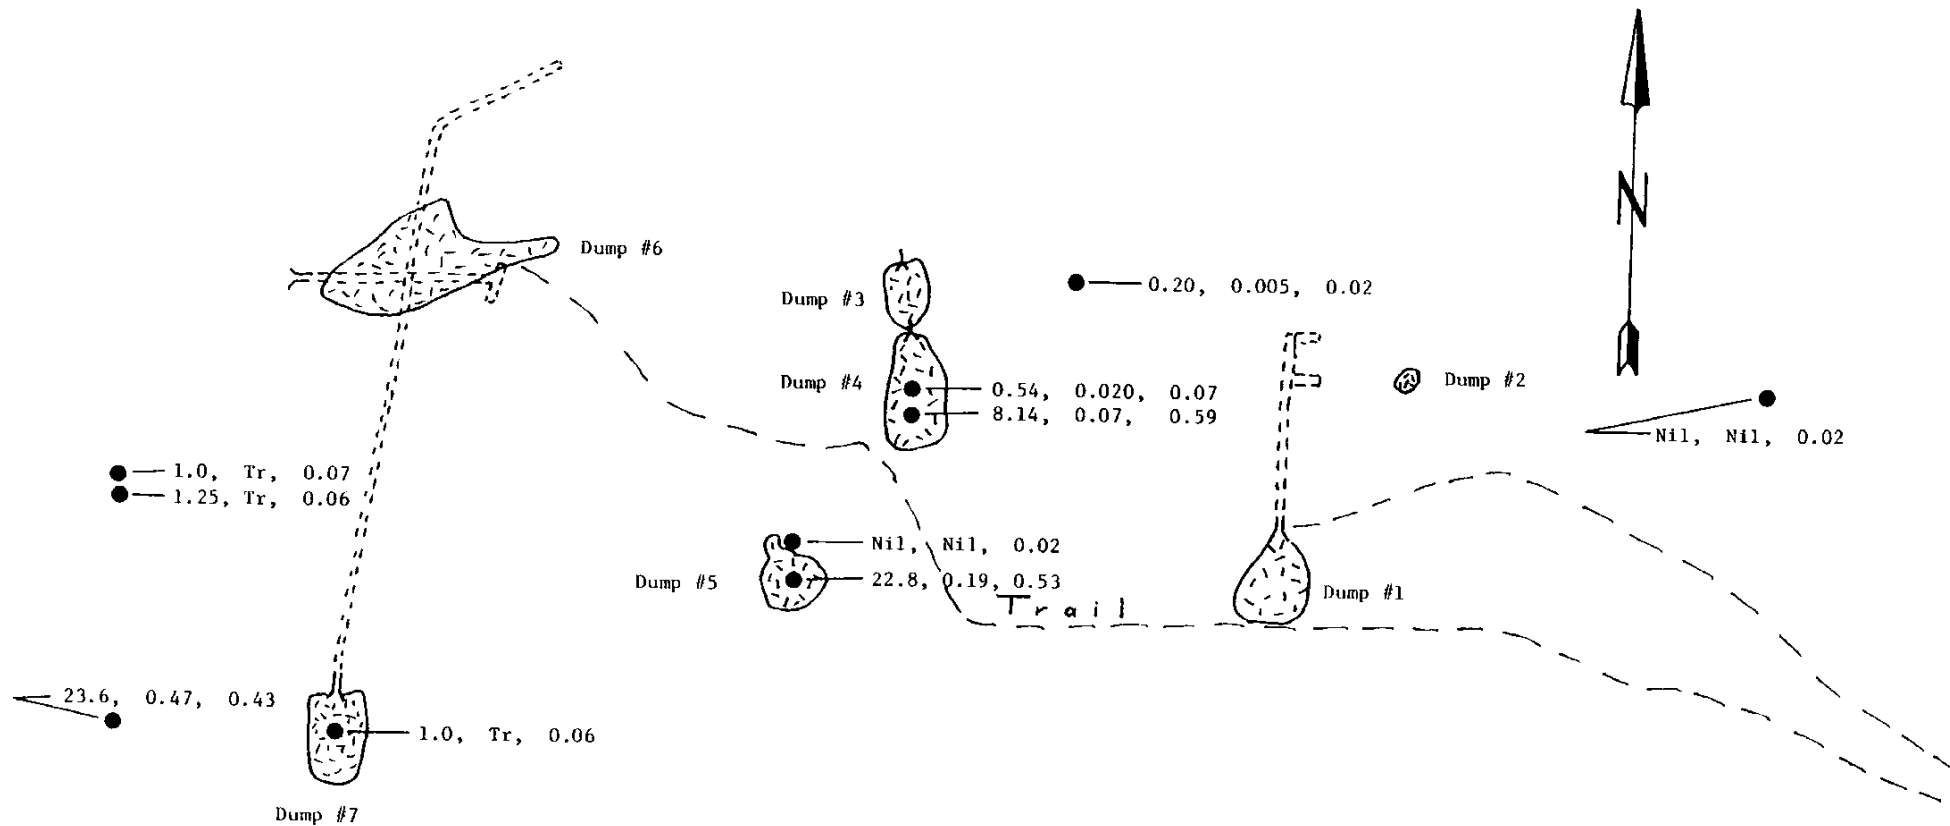 N
Dump #6
Dump #3
0.20, 0.005, 0.02
Dump #4
0.54, 0.020, 0.07
8.14, 0.07, 0.59
Dump #2
Nil, Nil, 0.02
1.0, Tr, 0.07
1.25, Tr, 0.06
Nil, Nil, 0.02
Dump #5
22.8, 0.19, 0.53
Trail
Dump #1
23.6, 0.47, 0.43
1.0, Tr, 0.06
Dump #7